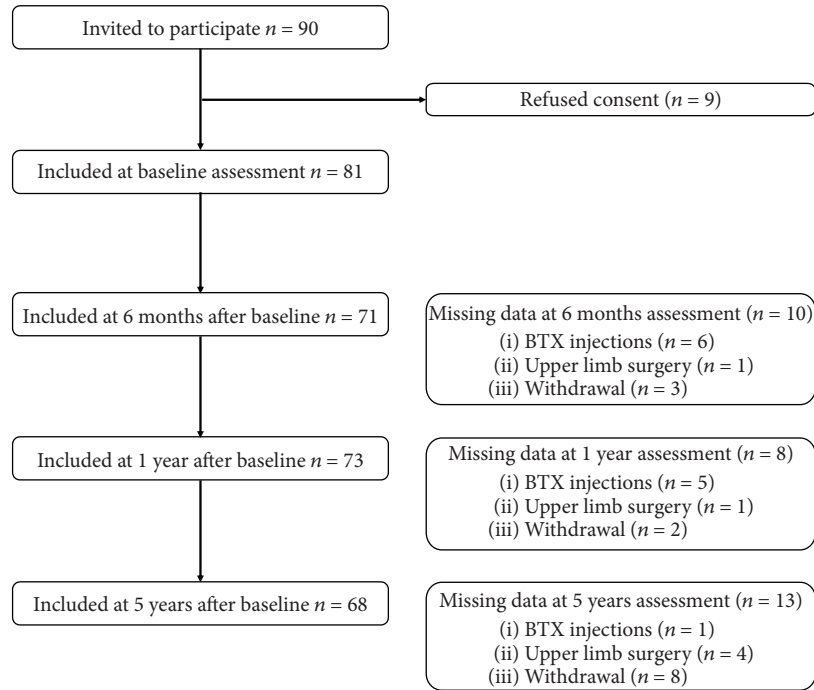 Invited to participate n = 90
Refused consent (n = 9)
Included at baseline assessment n = 81
Included at 6 months after baseline n = 71
Missing data at 6 months assessment (n = 10)
(i) BTX injections (n = 6)
(ii) Upper limb surgery (n = 1)
(iii) Withdrawal (n = 3)
Included at 1 year after baseline n = 73
Missing data at 1 year assessment (n = 8)
(i) BTX injections (n = 5)
(ii) Upper limb surgery (n = 1)
(iii) Withdrawal (n = 2)
Included at 5 years after baseline n = 68
Missing data at 5 years assessment (n = 13)
(i) BTX injections (n = 1)
(ii) Upper limb surgery (n = 4)
(iii) Withdrawal (n = 8)